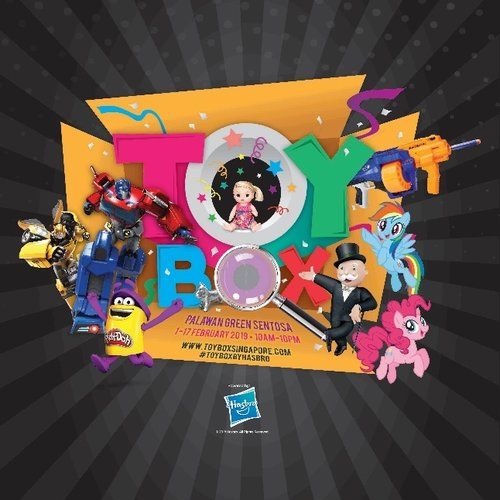 TOY
BOX
PALAWAN GREEN SENTOSA
1-17 FEBRUARY 2019 • 10AM-10PM
WWW.TOYBOXSINGAPORE.COM
#TOYBOXBYHASBRO
Play-Doh
Hasbro